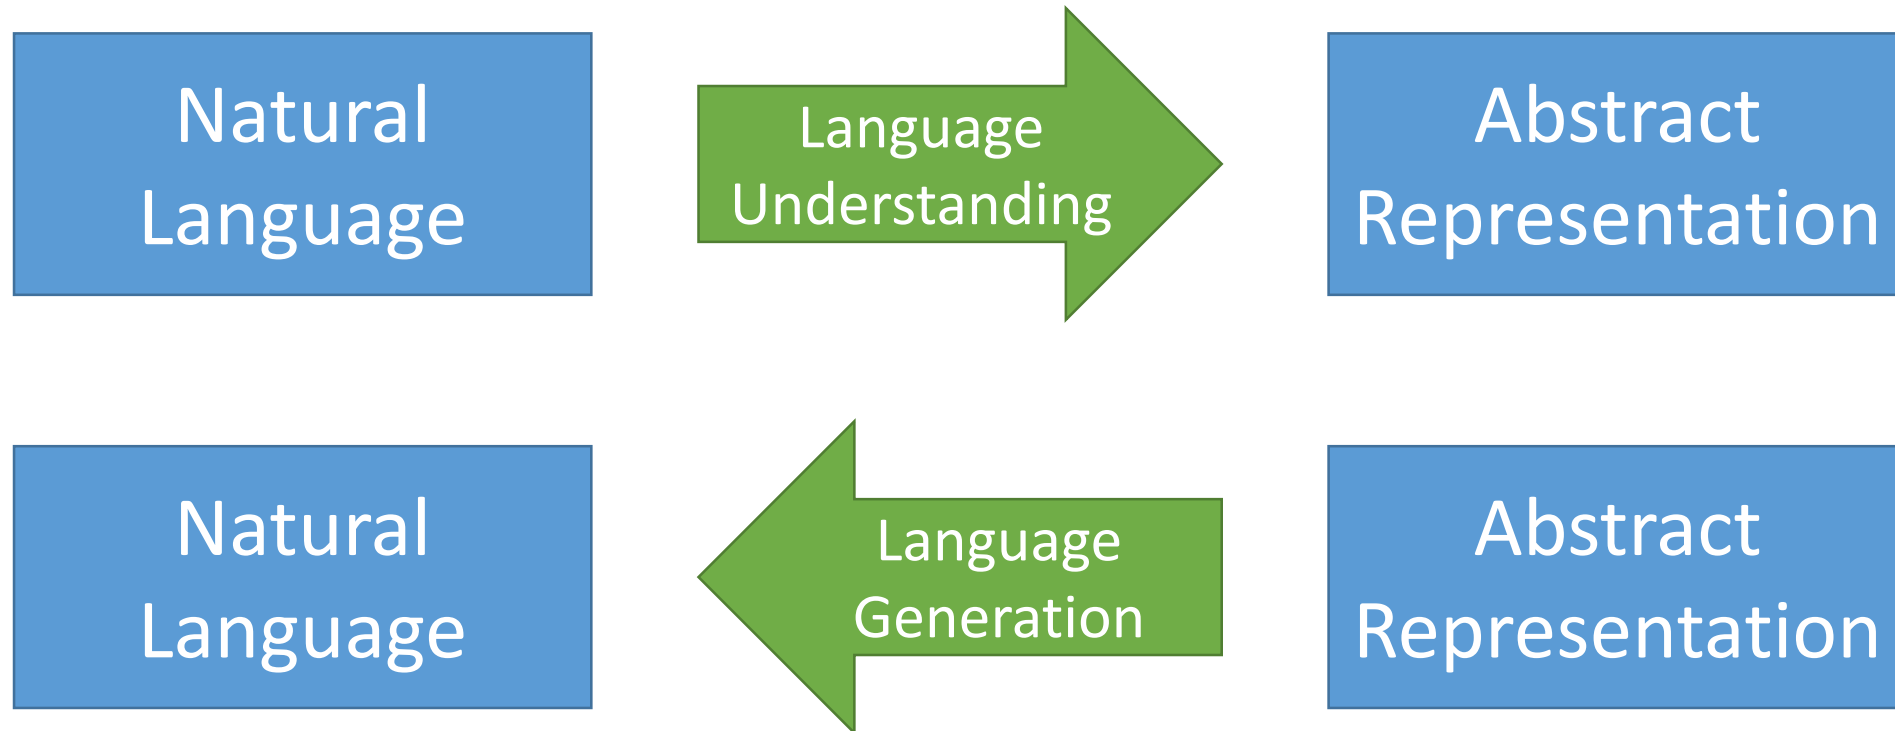 Natural
Language
Language
Understanding
Abstract
Representation
Natural
Language
Language
Generation
Abstract
Representation